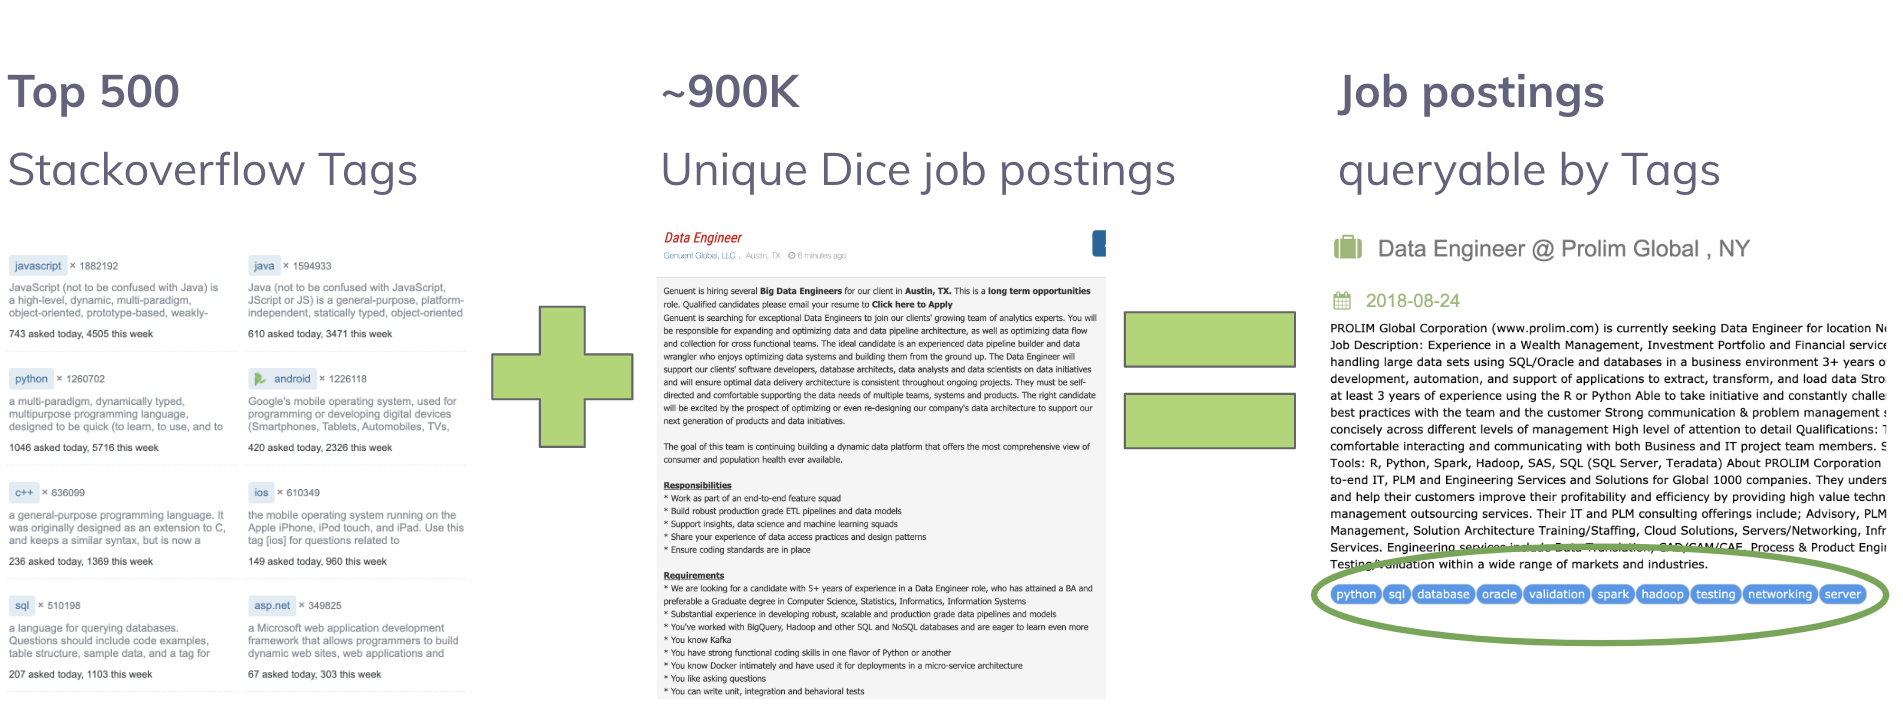 Top 500
Stackoverflow Tags
javascript × 1882192
JavaScript (not to be confused with Java) is
a high-level, dynamic, multi-paradigm,
object-oriented, prototype-based, weakly-
743 asked today, 4505 this week
java × 1594933
Java (not to be confused with JavaScript,
JScript or JS) is a general-purpose, platform-
independent, statically typed, object-oriented
610 asked today, 3471 this week
python × 1260702
a multi-paradigm, dynamically typed,
multipurpose programming language,
designed to be quick (to learn, to use, and to
1046 asked today, 5716 this week
android × 1226118
Google's mobile operating system, used for
programming or developing digital devices
(Smartphones, Tablets, Automobiles, TVs,
420 asked today, 2326 this week
c++ × 636099
a general-purpose programming language. It
was originally designed as an extension to C,
and keeps a similar syntax, but is now a
236 asked today, 1369 this week
ios × 610349
the mobile operating system running on the
Apple iPhone, iPod touch, and iPad. Use this
tag [ios] for questions related to
149 asked today, 960 this week
sql × 510198
a language for querying databases.
Questions should include code examples,
table structure, sample data, and a tag for
207 asked today, 1103 this week
asp.net × 349825
a Microsoft web application development
framework that allows programmers to build
dynamic web sites, web applications and
67 asked today, 303 this week
~900K
Unique Dice job postings
Data Engineer
Genuent Global, LLC , Austin, TX 6 minutes ago
Genuent is hiring several Big Data Engineers for our client in Austin, TX. This is a long term opportunities
role. Qualified candidates please email your resume to Click here to Apply
Genuent is searching for exceptional Data Engineers to join our clients' growing team of analytics experts. You will
be responsible for expanding and optimizing data and data pipeline architecture, as well as optimizing data flow
and collection for cross functional teams. The ideal candidate is an experienced data pipeline builder and data
wrangler who enjoys optimizing data systems and building them from the ground up. The Data Engineer will
support our clients' software developers, database architects, data analysts and data scientists on data initiatives
and will ensure optimal data delivery architecture is consistent throughout ongoing projects. They must be self-
directed and comfortable supporting the data needs of multiple teams, systems and products. The right candidate
will be excited by the prospect of optimizing or even re-designing our company's data architecture to support our
next generation of products and data initiatives.
The goal of this team is continuing building a dynamic data platform that offers the most comprehensive view of
consumer and population health ever available.
Responsibilities
* Work as part of an end-to-end feature squad
* Build robust production grade ETL pipelines and data models
* Support insights, data science and machine learning squads
* Share your experience of data access practices and design patterns
* Ensure coding standards are in place
Requirements
* We are looking for a candidate with 5+ years of experience in a Data Engineer role, who has attained a BA and
preferable a Graduate degree in Computer Science, Statistics, Informatics, Information Systems
* Substantial experience in developing robust, scalable and production grade data pipelines and models
* You've worked with BigQuery, Hadoop and other SQL and NoSQL databases and are eager to learn even more
* You know Kafka
* You have strong functional coding skills in one flavor of Python or another
* You know Docker intimately and have used it for deployments in a micro-service architecture
* You like asking questions
* You can write unit, integration and behavioral tests
Job postings
queryable by Tags
Data Engineer @ Prolim Global , NY
2018-08-24
PROLIM Global Corporation (www.prolim.com) is currently seeking Data Engineer for location
Job Description: Experience in a Wealth Management, Investment Portfolio and Financial
handling large data sets using SQL/Oracle and databases in a business environment 3+ years
development, automation, and support of applications to extract, transform, and load data
at least 3 years of experience using the R or Python Able to take initiative and constantly
best practices with the team and the customer Strong communication & problem management
concisely across different levels of management High level of attention to detail Qualifications:
comfortable interacting and communicating with both Business and IT project team members.
Tools: R, Python, Spark, Hadoop, SAS, SQL (SQL Server, Teradata) About PROLIM Corporation
to-end IT, PLM and Engineering Services and Solutions for Global 1000 companies. They
and help their customers improve their profitability and efficiency by providing high value
management outsourcing services. Their IT and PLM consulting offerings include; Advisory, PLM
Management, Solution Architecture Training/Staffing, Cloud Solutions, Servers/Networking,
Services. Engineering services include Data Translation, CAD/CAM/CAE, Process & Product
Testing/Validation within a wide range of markets and industries.
python sql database oracle validation spark hadoop testing networking server